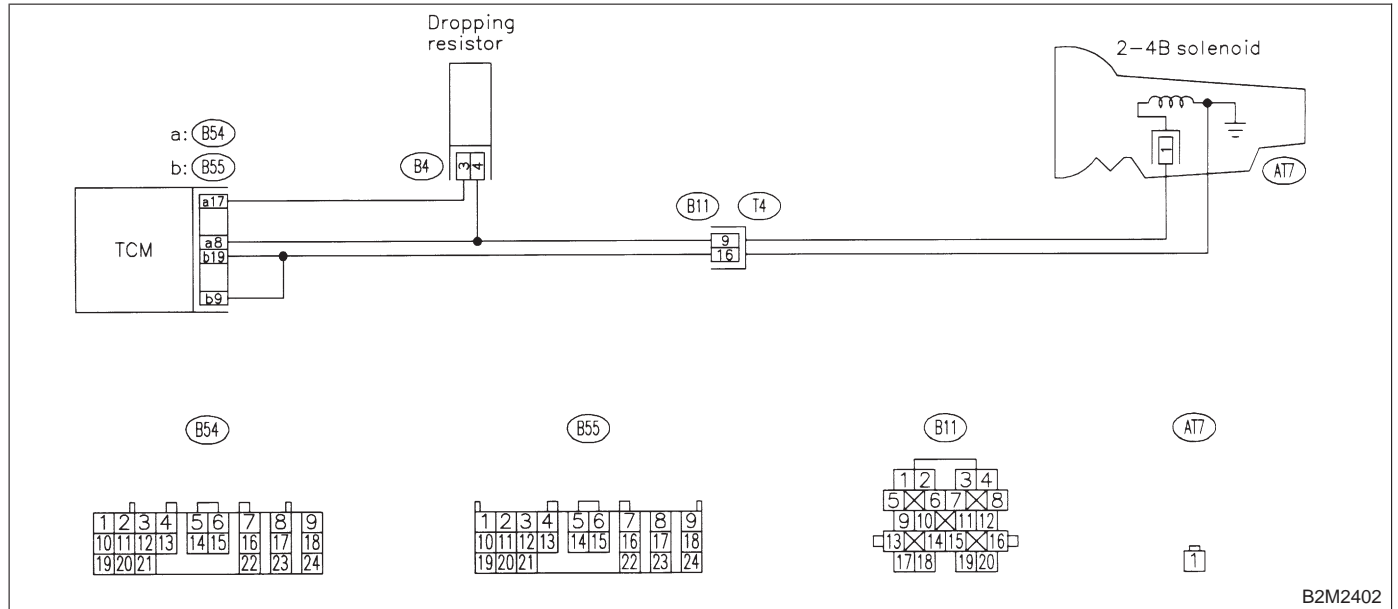 Dropping
resistor
2-4B solenoid
a: B54
b: B55
B4
3 4
1
AT7
a17
B11 T4
TCM
a8
b19
9
16
b9
B54 B55 B11 AT7
1 2 3 4 5 6 7 8 9
10 11 12 13 14 15 16 17 18
19 20 21 22 23 24
1 2 3 4 5 6 7 8 9
10 11 12 13 14 15 16 17 18
19 20 21 22 23 24
1 2 3 4
5 6 7 8
9 10 11 12
13 14 15 16
17 18 19 20
1
B2M2402